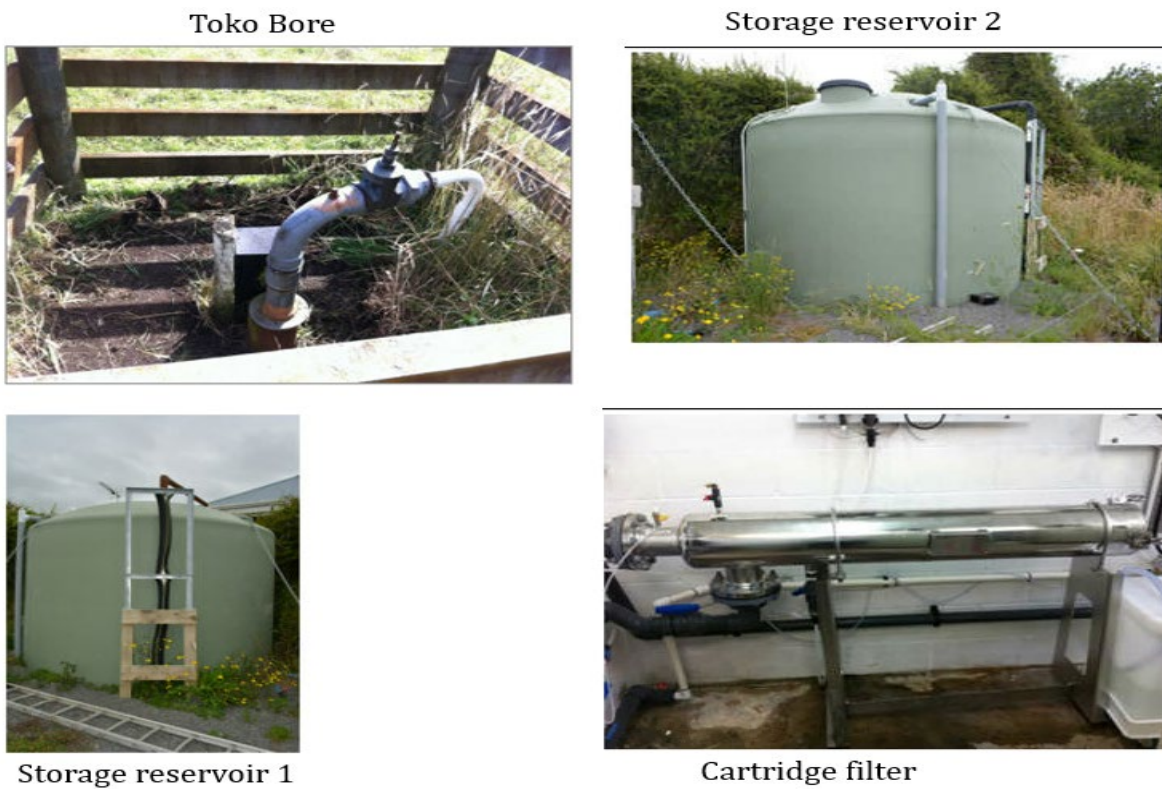 Toko Bore
Storage reservoir 2
Storage reservoir 1
Cartridge filter